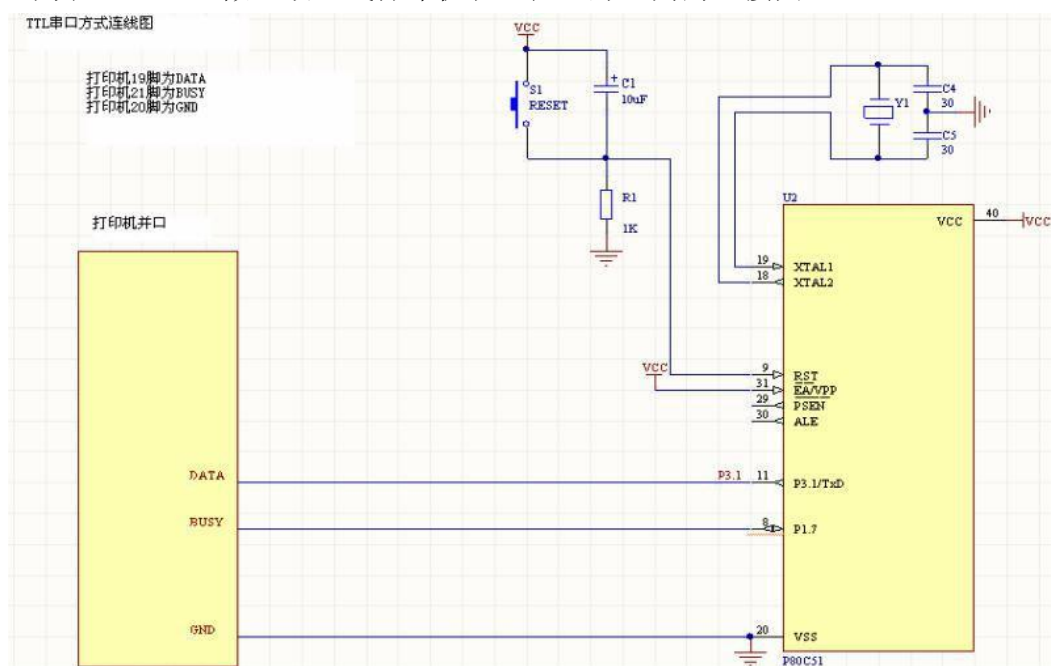 TTL串口方式连线图
打印机19脚为DATA
打印机21脚为BUSY
打印机20脚为GND
VCC
S1
RESET
C1
10uF
R1
1K
Y1
C4
30
C5
30
打印机并口
DATA
BUSY
GND
U2
VCC
40
VCC
19
XTAL1
18
XTAL2
VCC
9
RST
31
EA/VPP
29
PSEN
30
ALE
P3.1
11
P3.1/TxD
8
P1.7
20
VSS
P80C51